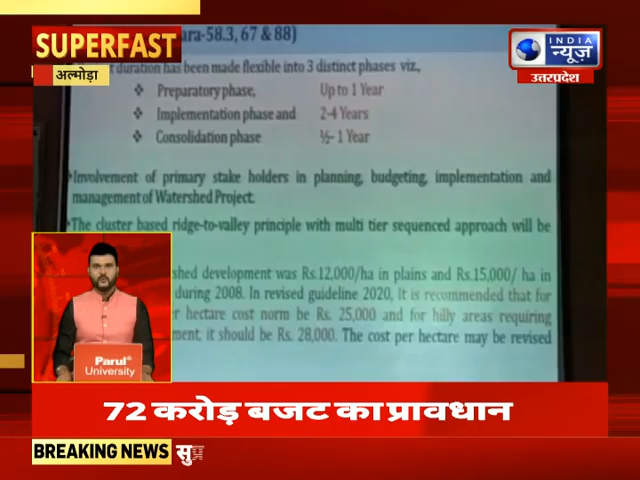 SUPERFAST
ara-58.3, 67 & 88)
INDIA
न्यूज़
उत्तरप्रदेश
अल्मोड़ा
t duration has been made flexible into 3 distinct phases viz.,
❖ Preparatory phase, Up to 1 Year
❖ Implementation phase and 2-4 Years
❖ Consolidation phase ½- 1 Year
Involvement of primary stake holders in planning, budgeting, implementation and
management of Watershed Project.
The cluster based ridge-to-valley principle with multi tier sequenced approach will be
shed development was Rs.12,000/ha in plains and Rs.15,000/ ha in
during 2008. In revised guideline 2020, It is recommended that for
r hectare cost norm be Rs. 25,000 and for hilly areas requiring
ment, it should be Rs. 28,000. The cost per hectare may be revised
Parul
University
72 करोड़ बजट का प्रावधान
BREAKING NEWS